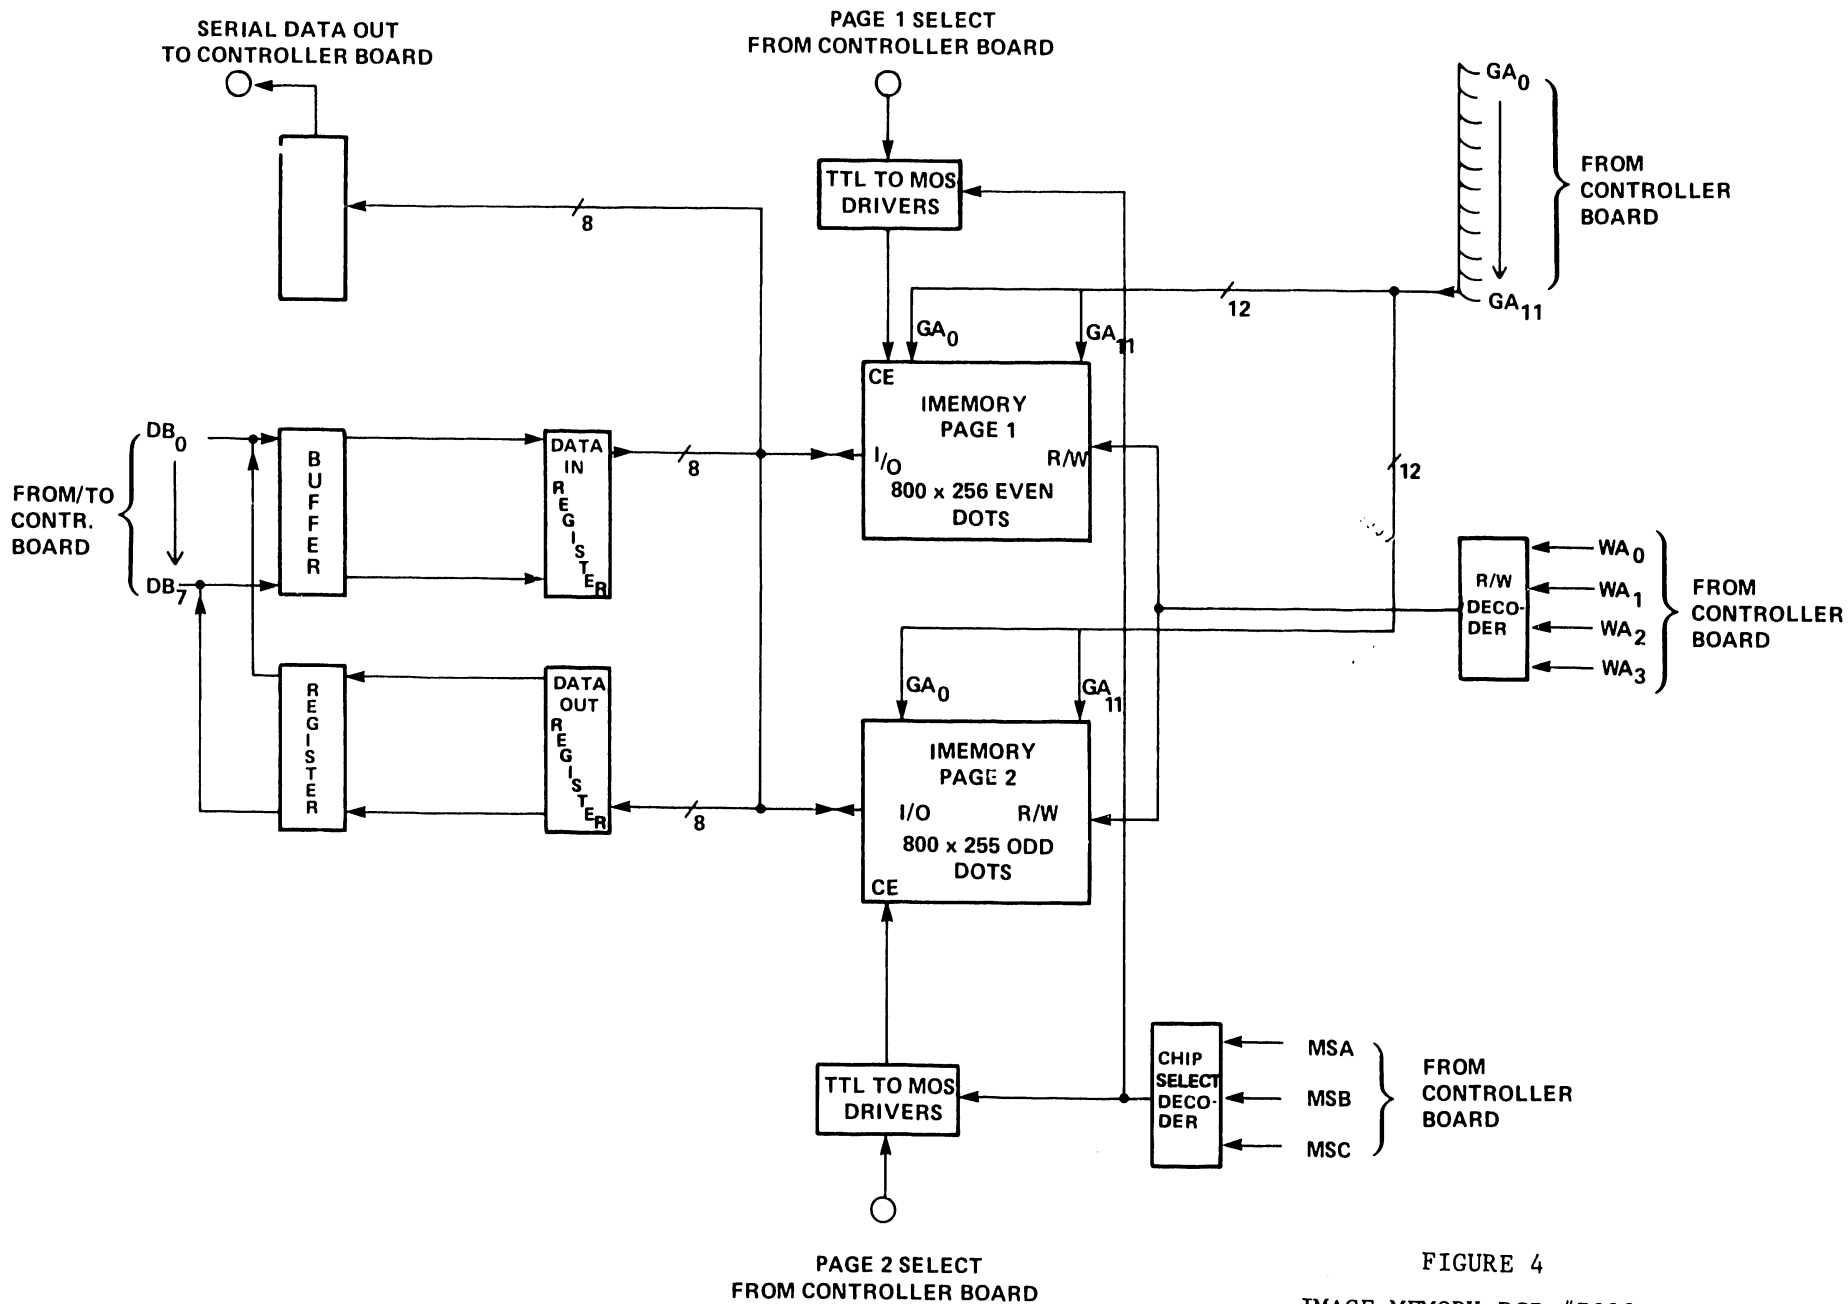 SERIAL DATA OUT
TO CONTROLLER BOARD
PAGE 1 SELECT
FROM CONTROLLER BOARD
TTL TO MOS
DRIVERS
GA0
GA11
FROM
CONTROLLER
BOARD
8
12
GA0
GA11
CE
IMEMORY
PAGE 1
I/O
R/W
800 x 256 EVEN
DOTS
12
FROM/TO
CONTR.
BOARD
DB0
DB7
BUFFER
DATA
IN
REGISTER
8
R/W
DECO-
DER
WA0
WA1
WA2
WA3
FROM
CONTROLLER
BOARD
REGISTER
DATA
OUT
REGISTER
8
GA0
GA11
IMEMORY
PAGE 2
I/O
R/W
800 x 255 ODD
DOTS
CE
TTL TO MOS
DRIVERS
CHIP
SELECT
DECO-
DER
MSA
MSB
MSC
FROM
CONTROLLER
BOARD
PAGE 2 SELECT
FROM CONTROLLER BOARD
FIGURE 4
IMAGE MEMORY